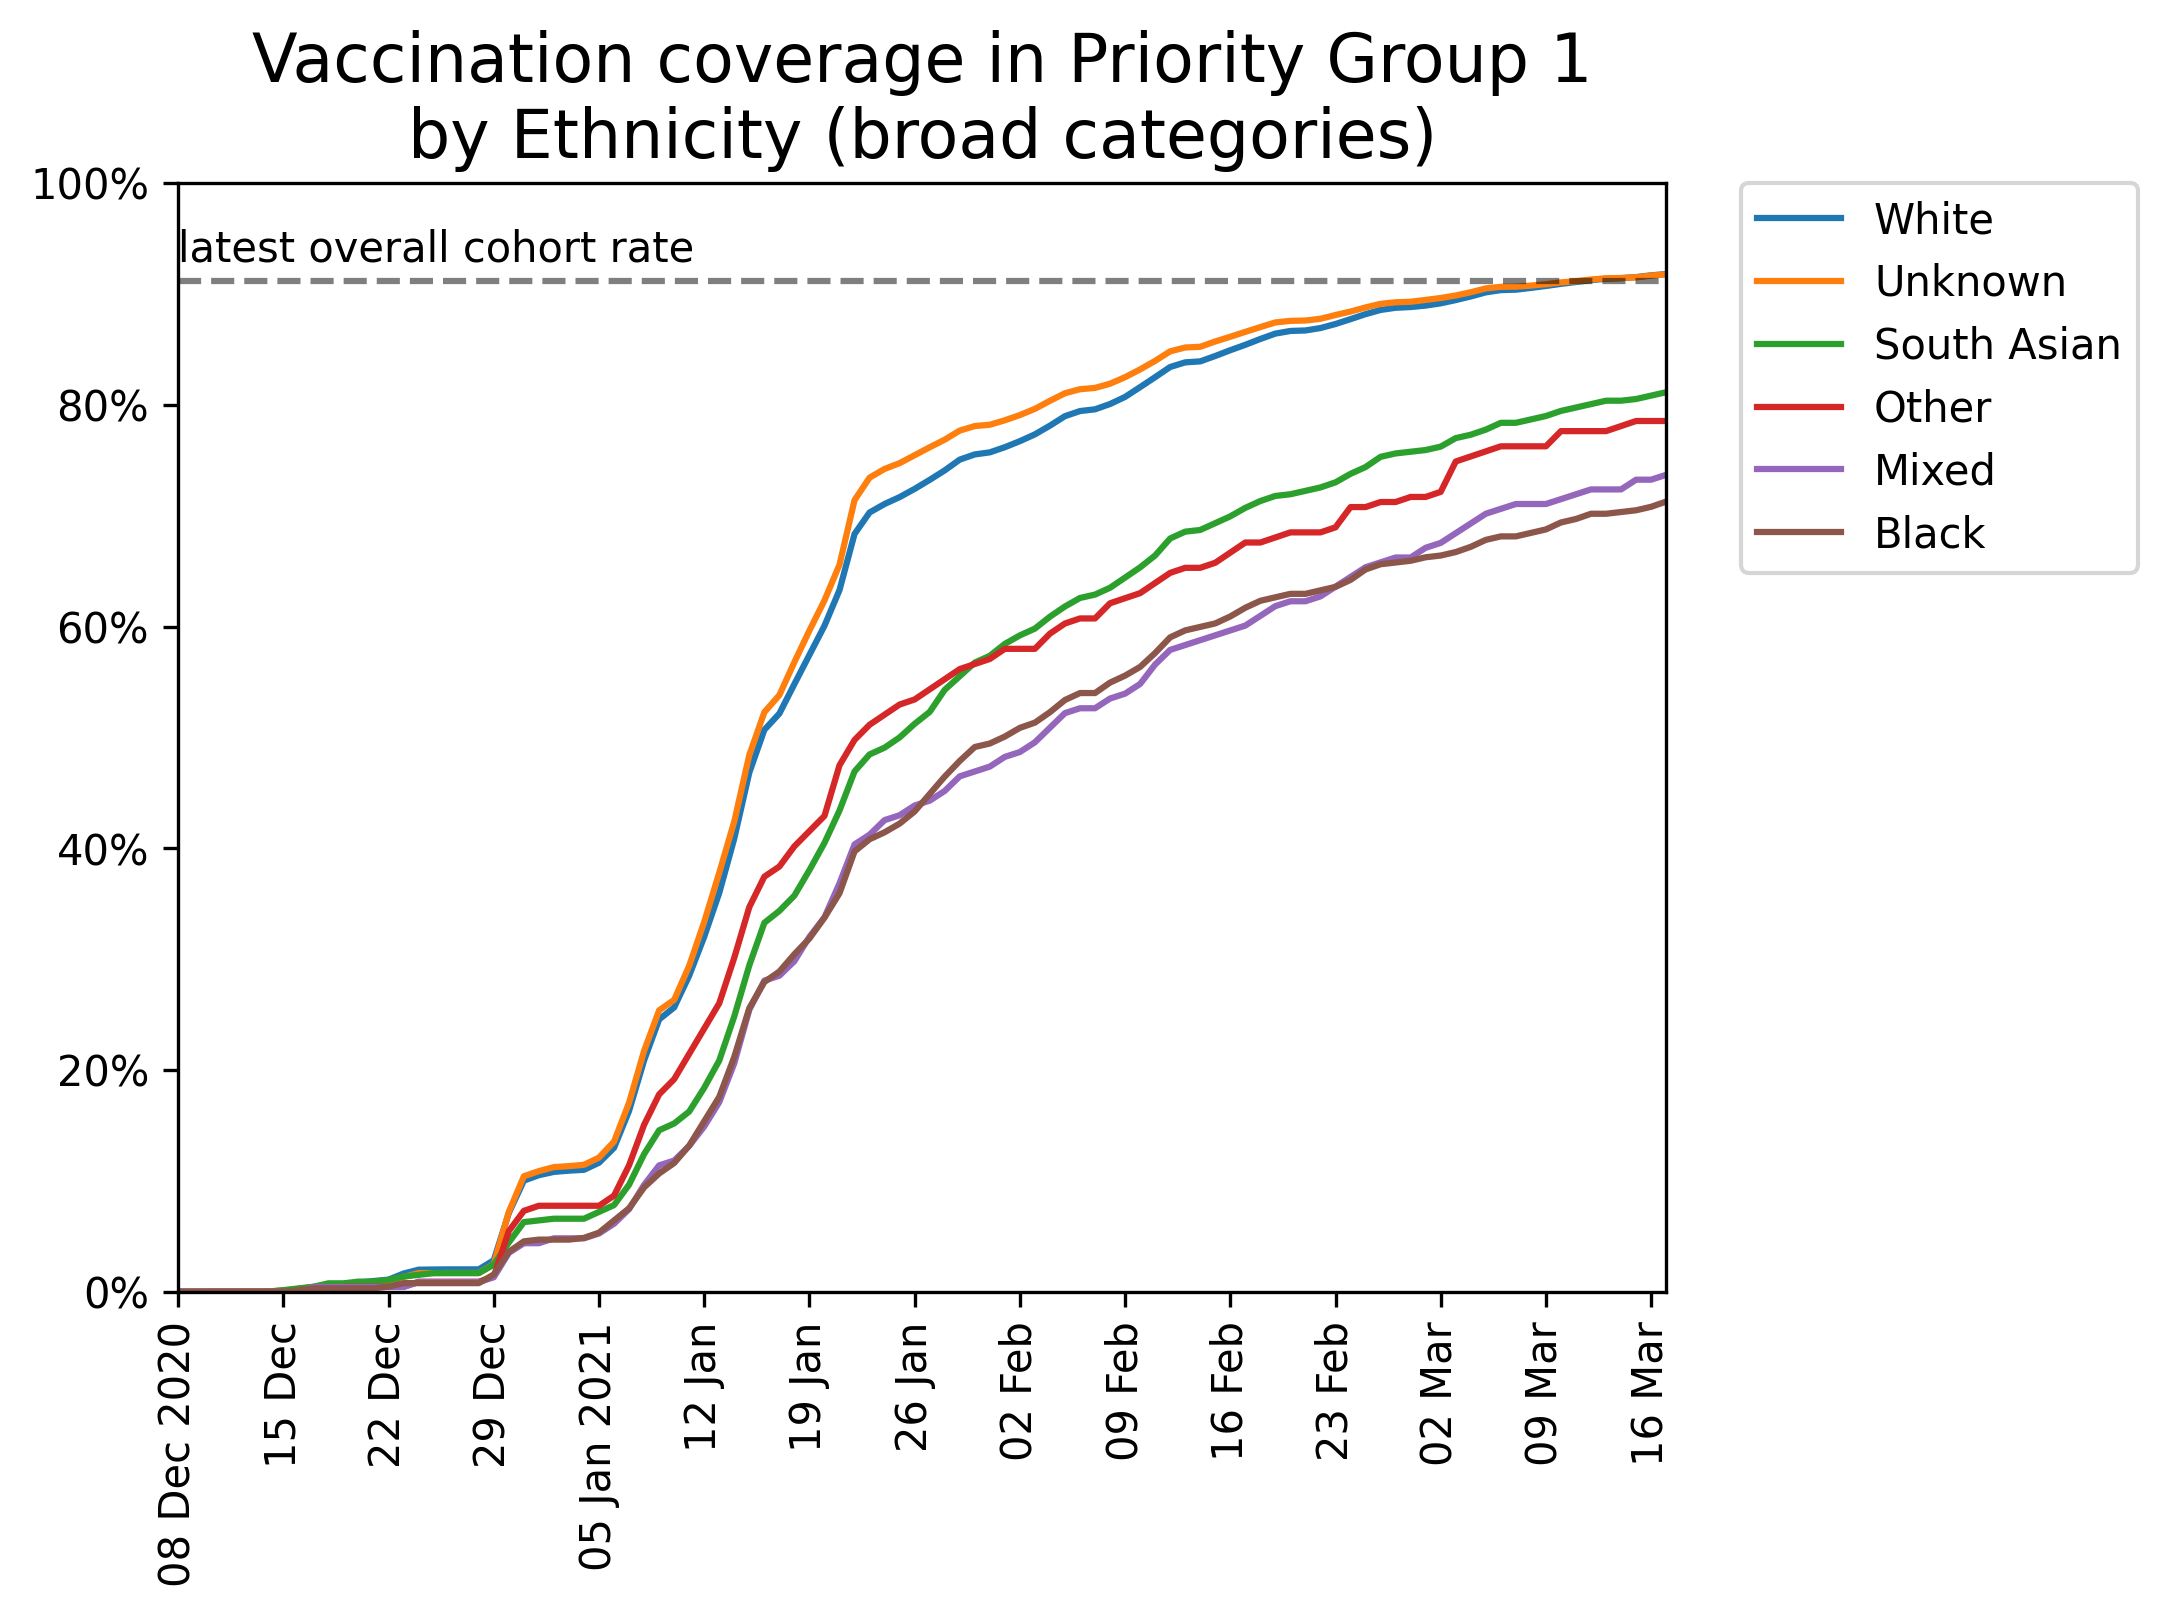 Vaccination coverage in Priority Group 1
by Ethnicity (broad categories)
100%
80%
60%
40%
20%
0%
latest overall cohort rate
White
Unknown
South Asian
Other
Mixed
Black
08 Dec 2020
15 Dec
22 Dec
29 Dec
05 Jan 2021
12 Jan
19 Jan
26 Jan
02 Feb
09 Feb
16 Feb
23 Feb
02 Mar
09 Mar
16 Mar